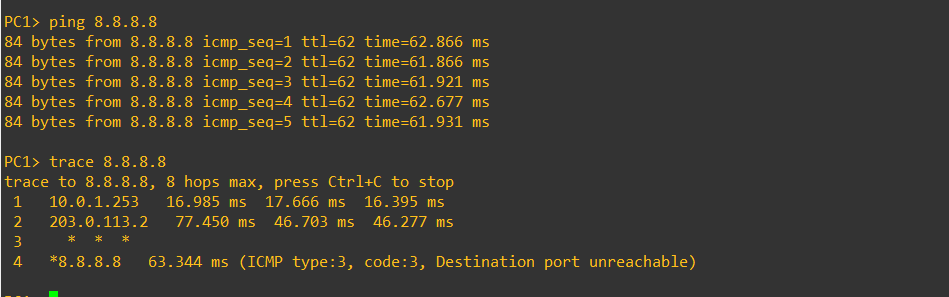 PC1> ping 8.8.8.8
84 bytes from 8.8.8.8 icmp_seq=1 ttl=62 time=62.866 ms
84 bytes from 8.8.8.8 icmp_seq=2 ttl=62 time=61.866 ms
84 bytes from 8.8.8.8 icmp_seq=3 ttl=62 time=61.921 ms
84 bytes from 8.8.8.8 icmp_seq=4 ttl=62 time=62.677 ms
84 bytes from 8.8.8.8 icmp_seq=5 ttl=62 time=61.931 ms

PC1> trace 8.8.8.8
trace to 8.8.8.8, 8 hops max, press Ctrl+C to stop
 1   10.0.1.253   16.985 ms  17.666 ms  16.395 ms
 2   203.0.113.2   77.450 ms  46.703 ms  46.277 ms
 3     *  *  *
 4   *8.8.8.8   63.344 ms (ICMP type:3, code:3, Destination port unreachable)

PC1>